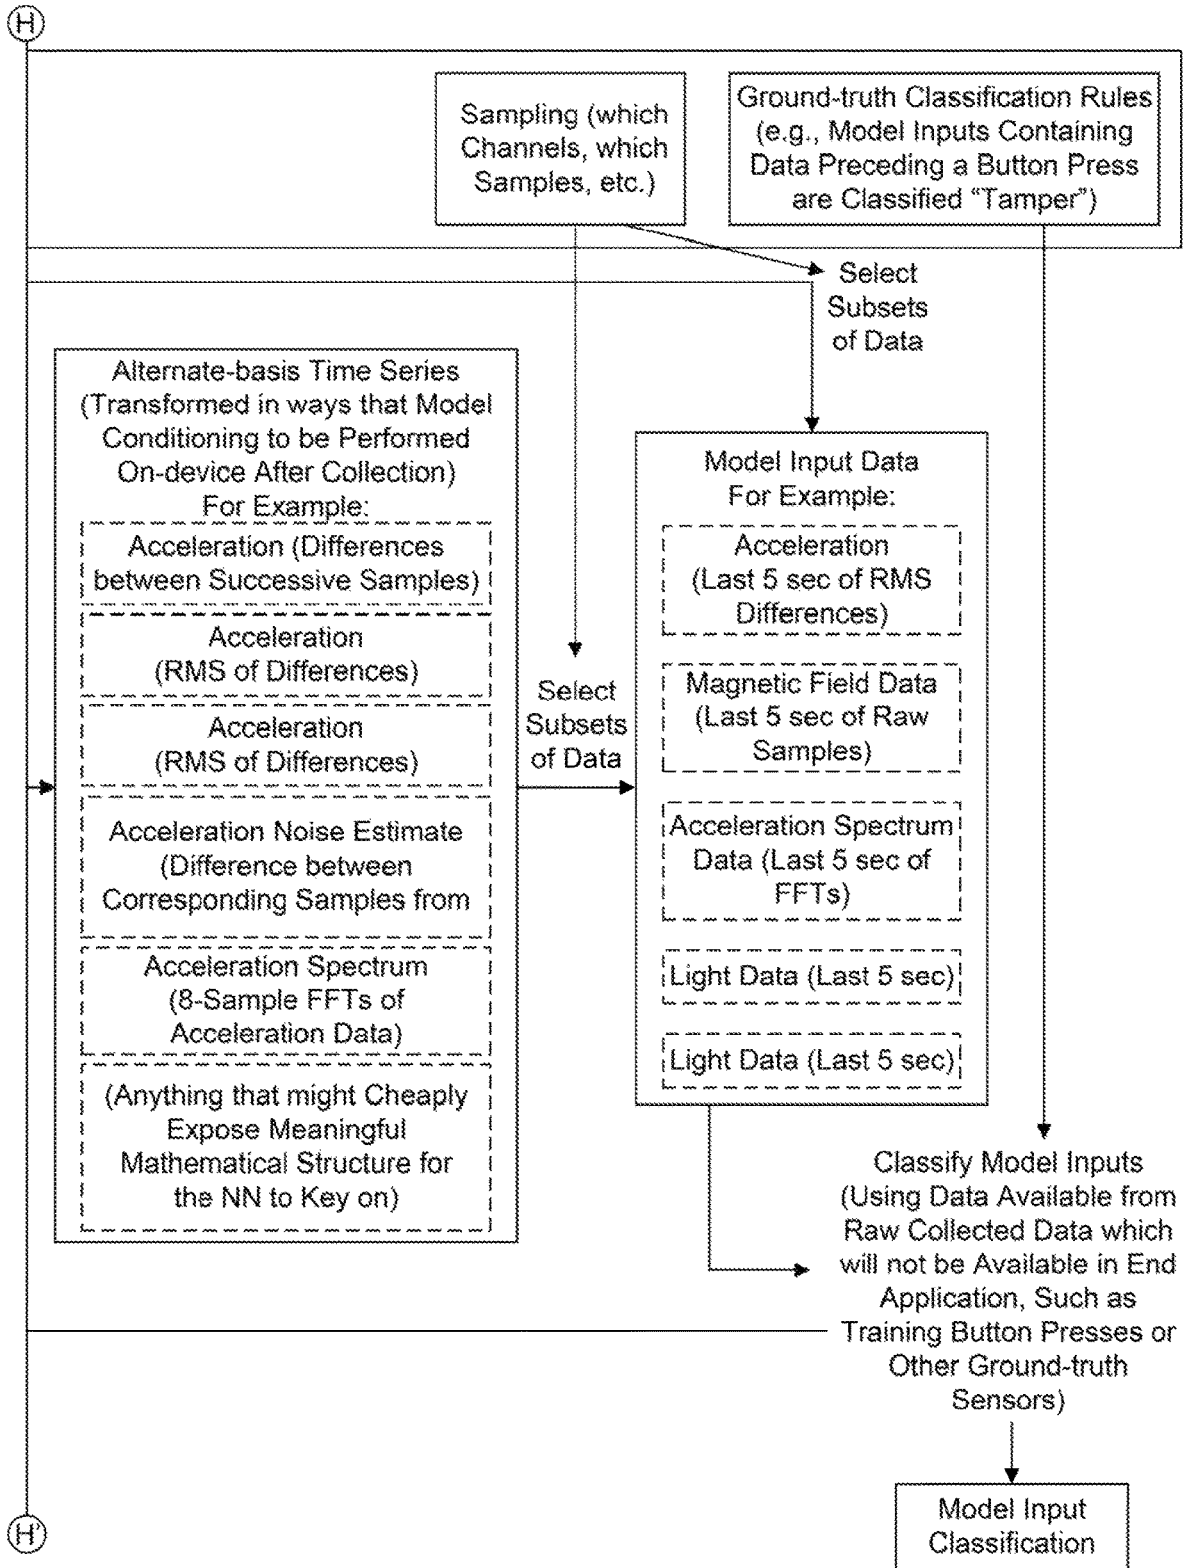 H
Sampling (which
Channels, which
Samples, etc.)
Ground-truth Classification Rules
(e.g., Model Inputs Containing
Data Preceding a Button Press
are Classified “Tamper”)
Select
Subsets
of Data
Alternate-basis Time Series
(Transformed in ways that Model
Conditioning to be Performed
On-device After Collection)
For Example:
Acceleration (Differences
between Successive Samples)
Acceleration
(RMS of Differences)
Acceleration
(RMS of Differences)
Acceleration Noise Estimate
(Difference between
Corresponding Samples from
Acceleration Spectrum
(8-Sample FFTs of
Acceleration Data)
(Anything that might Cheaply
Expose Meaningful
Mathematical Structure for
the NN to Key on)
Select
Subsets
of Data
Model Input Data
For Example:
Acceleration
(Last 5 sec of RMS
Differences)
Magnetic Field Data
(Last 5 sec of Raw
Samples)
Acceleration Spectrum
Data (Last 5 sec of
FFTs)
Light Data (Last 5 sec)
Light Data (Last 5 sec)
Classify Model Inputs
(Using Data Available from
Raw Collected Data which
will not be Available in End
Application, Such as
Training Button Presses or
Other Ground-truth
Sensors)
Model Input
Classification
H'